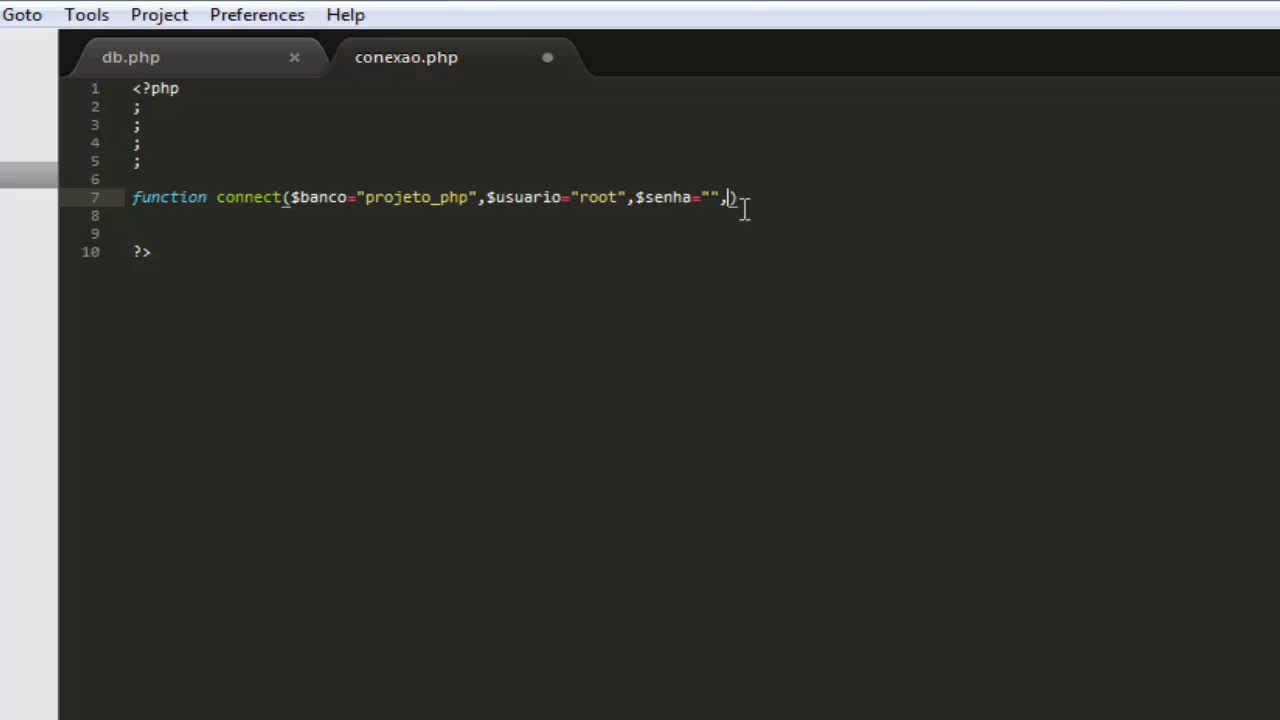 Goto Tools Project Preferences Help
db.php × conexao.php
1 <?php
2 ;
3 ;
4 ;
5 ;
6
7 function connect($banco="projeto_php",$usuario="root",$senha="",)
8
9
10 ?>